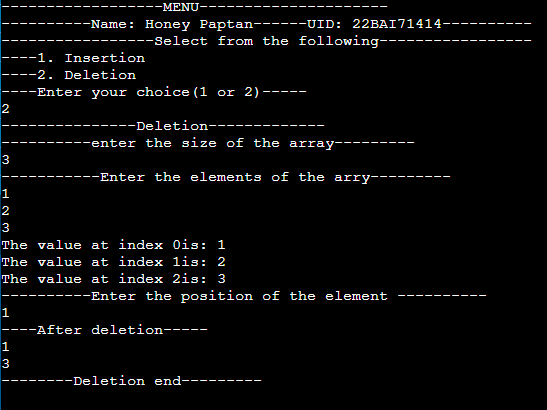 ------------------MENU---------------------
----------Name: Honey Paptan------UID: 22BAI71414----------
-----------------Select from the following-----------------
----1. Insertion
----2. Deletion
----Enter your choice(1 or 2)-----
2
---------------Deletion-------------
----------enter the size of the array---------
3
-----------Enter the elements of the arry---------
1
2
3
The value at index 0is: 1
The value at index 1is: 2
The value at index 2is: 3
----------Enter the position of the element ----------
1
----After deletion-----
1
3
--------Deletion end---------